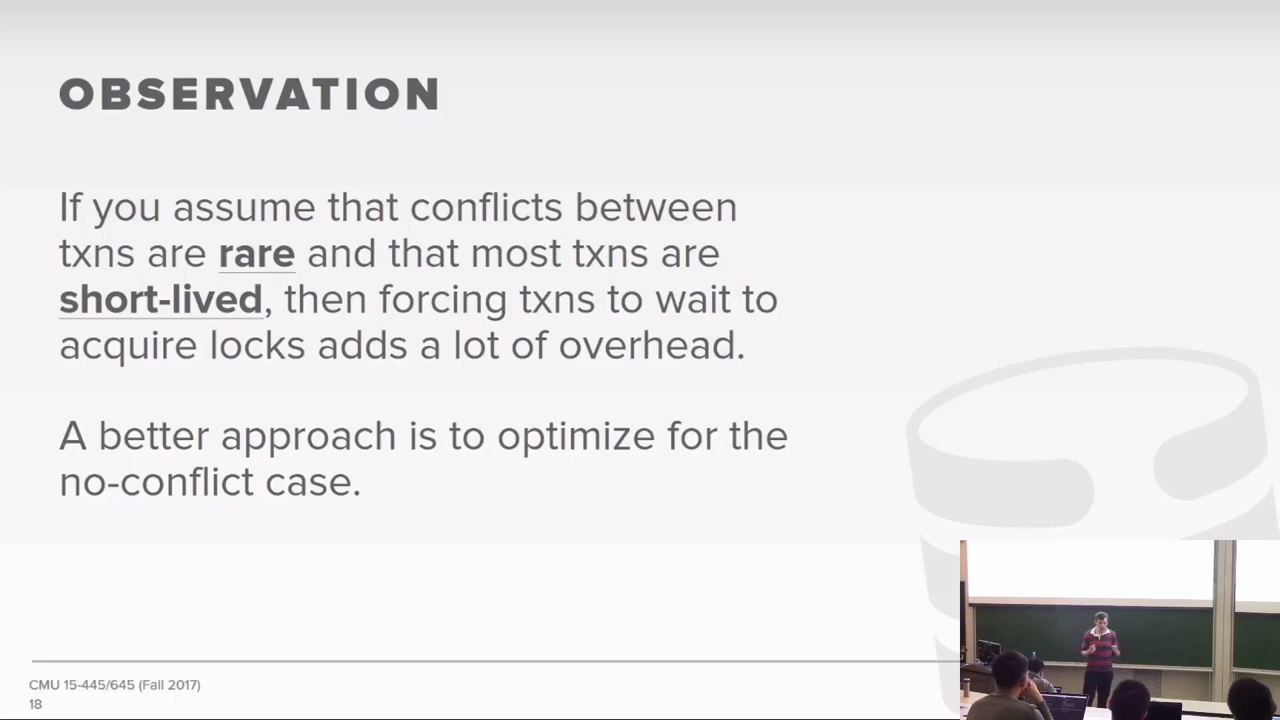 OBSERVATION
If you assume that conflicts between
txns are rare and that most txns are
short-lived, then forcing txns to wait to
acquire locks adds a lot of overhead.
A better approach is to optimize for the
no-conflict case.
CMU 15-445/645 (Fall 2017)
18